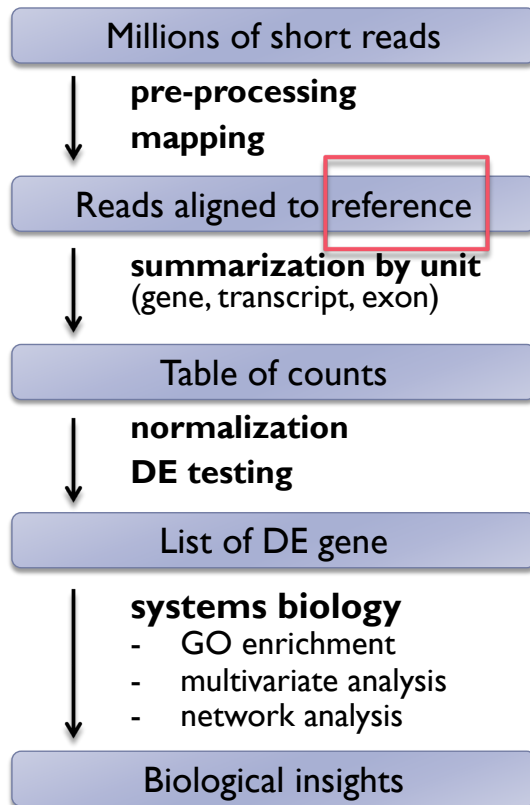 Millions of short reads
pre-processing
mapping
Reads aligned to reference
summarization by unit
(gene, transcript, exon)
Table of counts
normalization
DE testing
List of DE gene
systems biology
- GO enrichment
- multivariate analysis
- network analysis
Biological insights